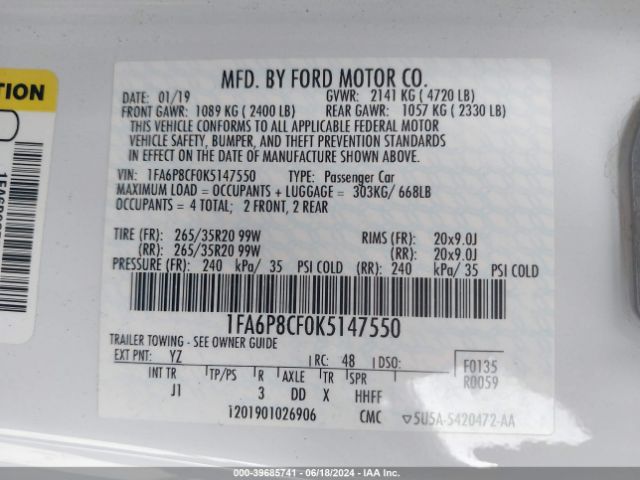 MFD. BY FORD MOTOR CO.
DATE: 01/19 GVWR: 2141 KG ( 4720 LB)
FRONT GAWR: 1089 KG ( 2400 LB) REAR GAWR: 1057 KG ( 2330 LB)
THIS VEHICLE CONFORMS TO ALL APPLICABLE FEDERAL MOTOR
VEHICLE SAFETY, BUMPER, AND THEFT PREVENTION STANDARDS
IN EFFECT ON THE DATE OF MANUFACTURE SHOWN ABOVE.
VIN: 1FA6P8CF0K5147550 TYPE: Passenger Car
MAXIMUM LOAD = OCCUPANTS + LUGGAGE = 303KG/ 668LB
OCCUPANTS = 4 TOTAL; 2 FRONT, 2 REAR
TIRE (FR): 265/35R20 99W RIMS (FR): 20x9.0J
(RR): 265/35R20 99W (RR): 20x9.0J
PRESSURE (FR): 240 kPa/ 35 PSI COLD (RR): 240 kPa/ 35 PSI COLD
1FA6P8CF0K5147550
TRAILER TOWING - SEE OWNER GUIDE
EXT PNT: YZ RC: 48 DSO: F0135
R0059
INT TR TP/PS R AXLE TR SPR
J1 3 DD X HHFF
1201901026906 CMC ▽5U5A-5420472-AA
000-39685741 - 06/18/2024 - IAA Inc.